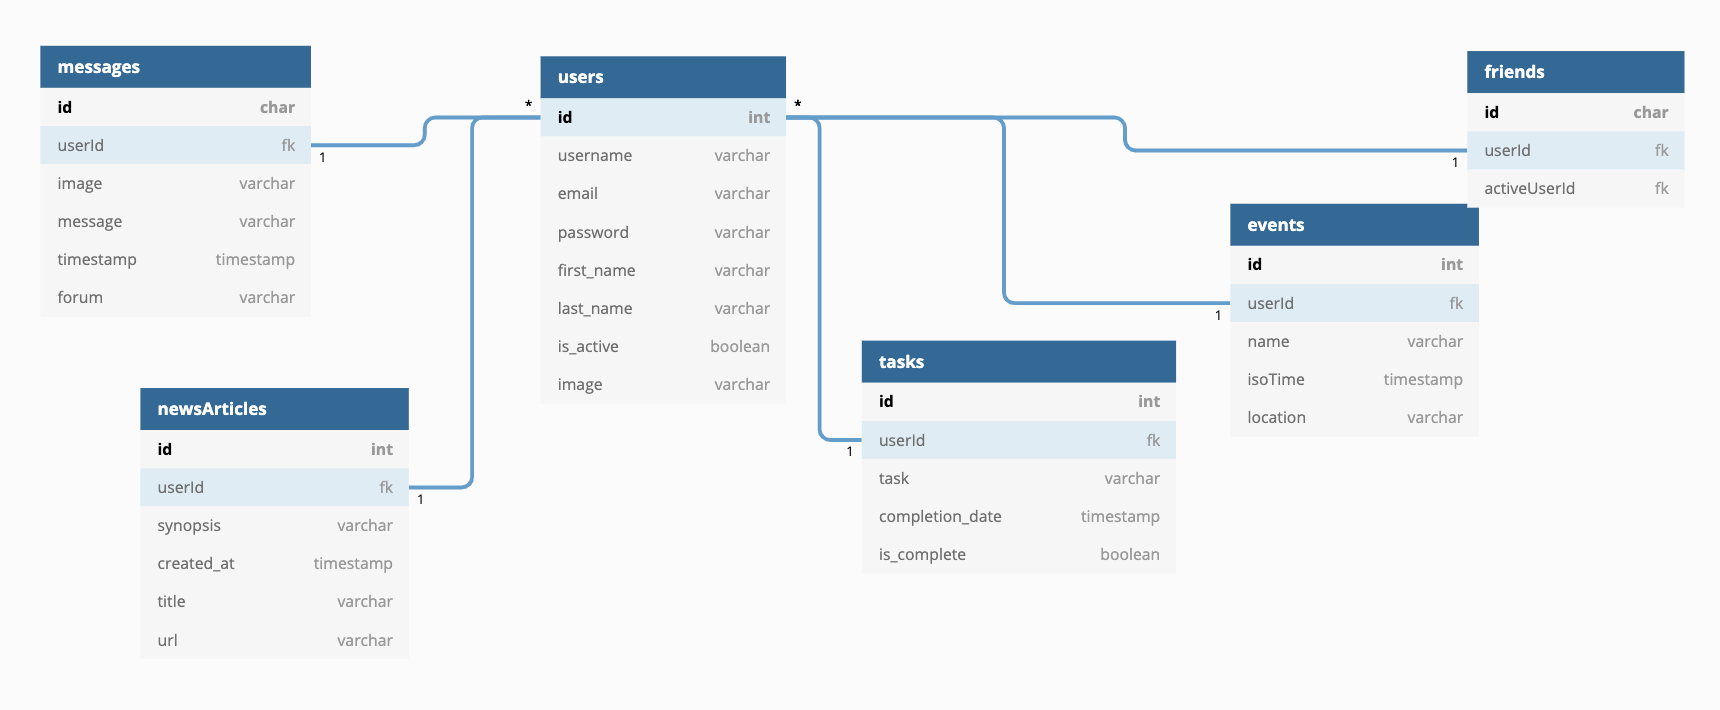 messages
id char
userId fk
image varchar
message varchar
timestamp timestamp
forum varchar
1
*
users
id int
username varchar
email varchar
password varchar
first_name varchar
last_name varchar
is_active boolean
image varchar
*
friends
id char
userId fk
activeUserId fk
1
events
id int
userId fk
name varchar
isoTime timestamp
location varchar
1
tasks
id int
userId fk
task varchar
completion_date timestamp
is_complete boolean
1
newsArticles
id int
userId fk
synopsis varchar
created_at timestamp
title varchar
url varchar
1